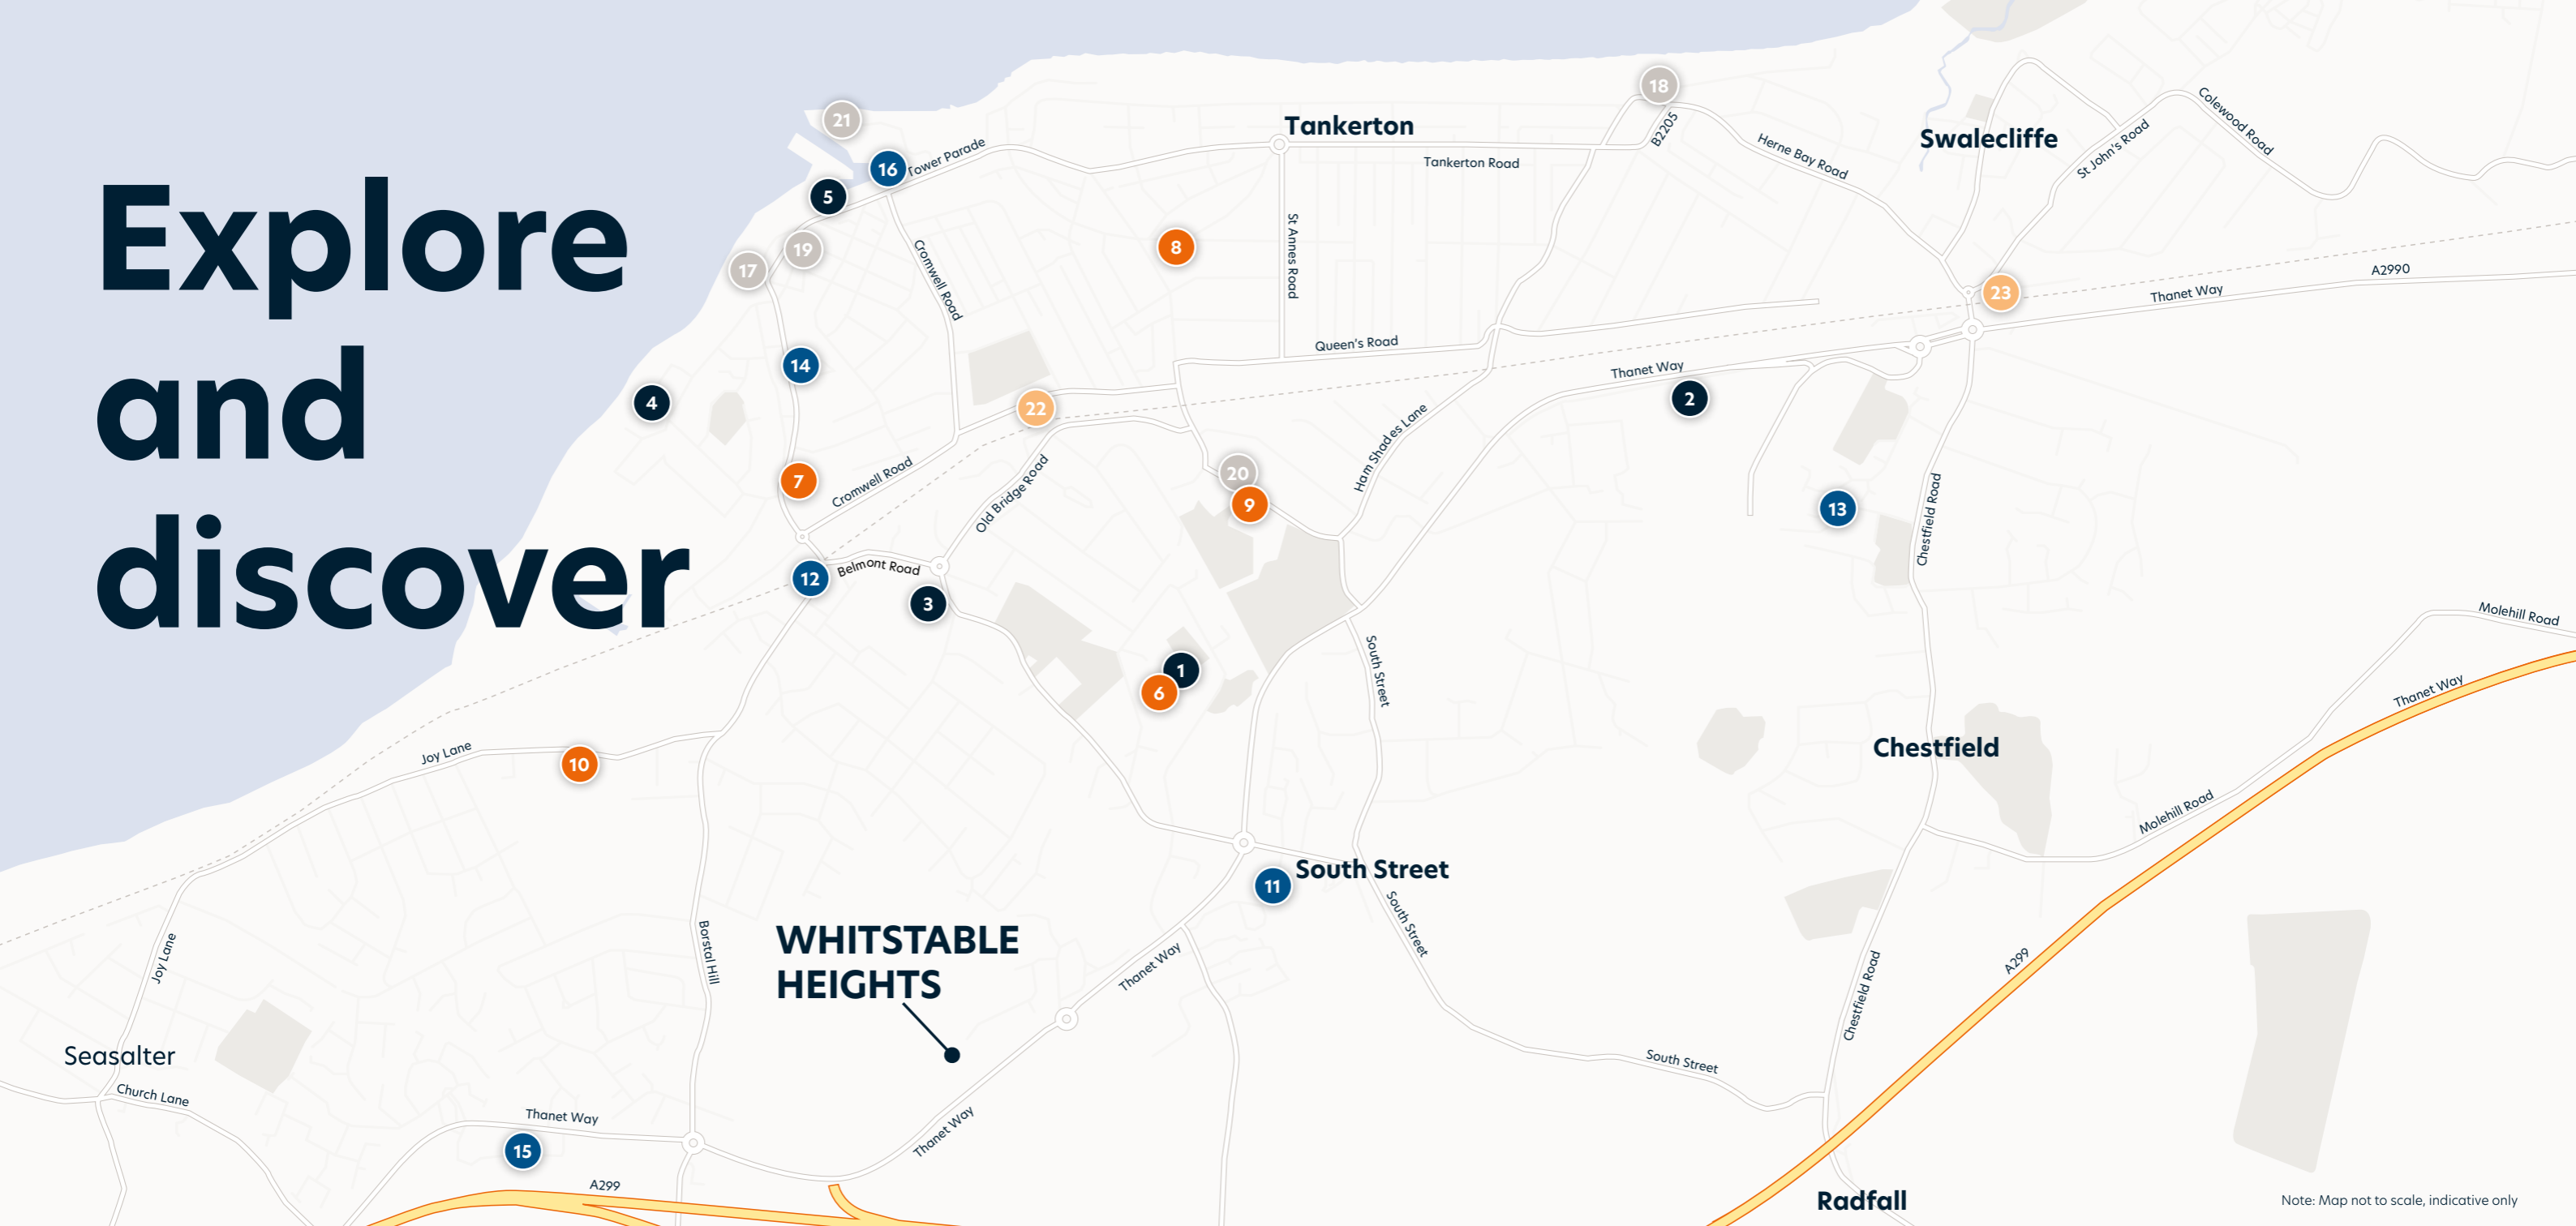 Explore
and
discover
21
18
Tankerton
Swalecliffe
Colewood Road
16
Tower Parade
B2205
Herne Bay Road
St John's Road
Tankerton Road
5
19
17
8
St Annes Road
Cromwell Road
23
A2990
Thanet Way
14
Queen's Road
Thanet Way
4
22
2
Ham Shades Lane
7
Cromwell Road
Old Bridge Road
20
9
13
Chestfield Road
12
Belmont Road
3
Molehill Road
1
6
South Street
Thanet Way
Joy Lane
10
Chestfield
Molehill Road
South Street
11
South Street
WHITSTABLE
HEIGHTS
Borstal Hill
Joy Lane
Thanet Way
A299
Chestfield Road
Seasalter
South Street
Church Lane
Thanet Way
Thanet Way
15
A299
Radfall
Note: Map not to scale, indicative only